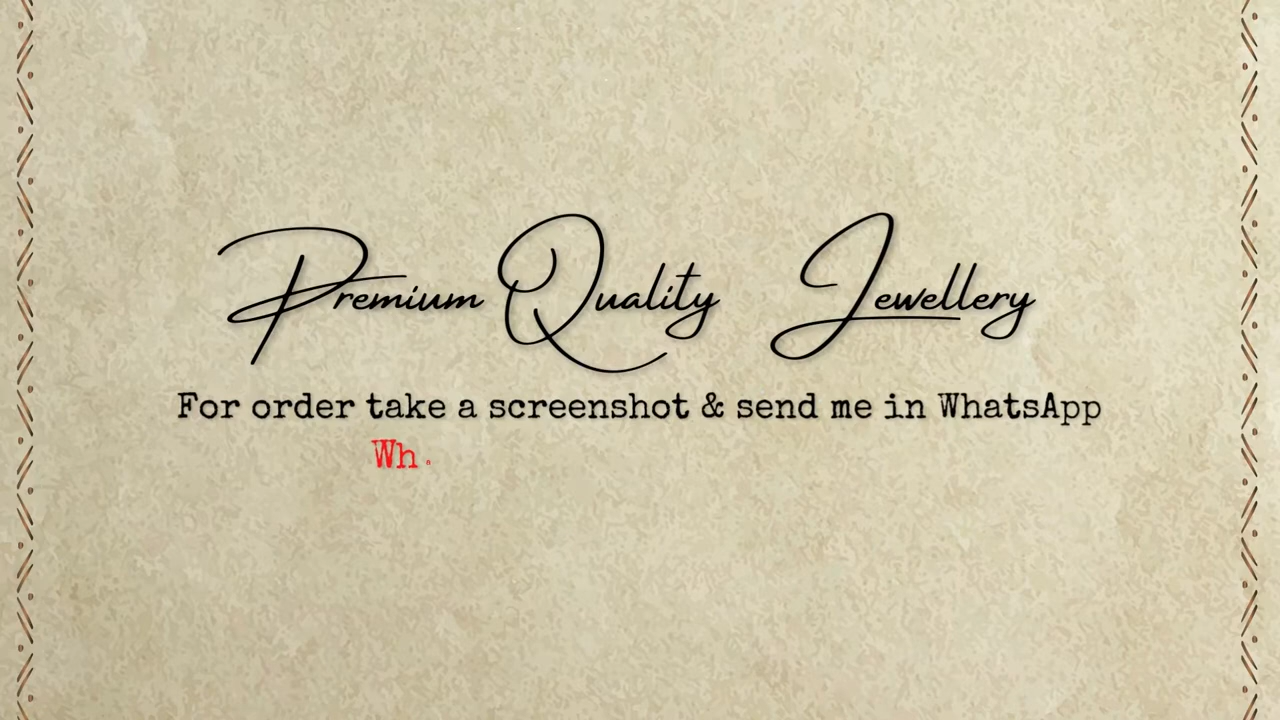 Premium Quality Jewellery
For order take a screenshot & send me in WhatsApp
Wh